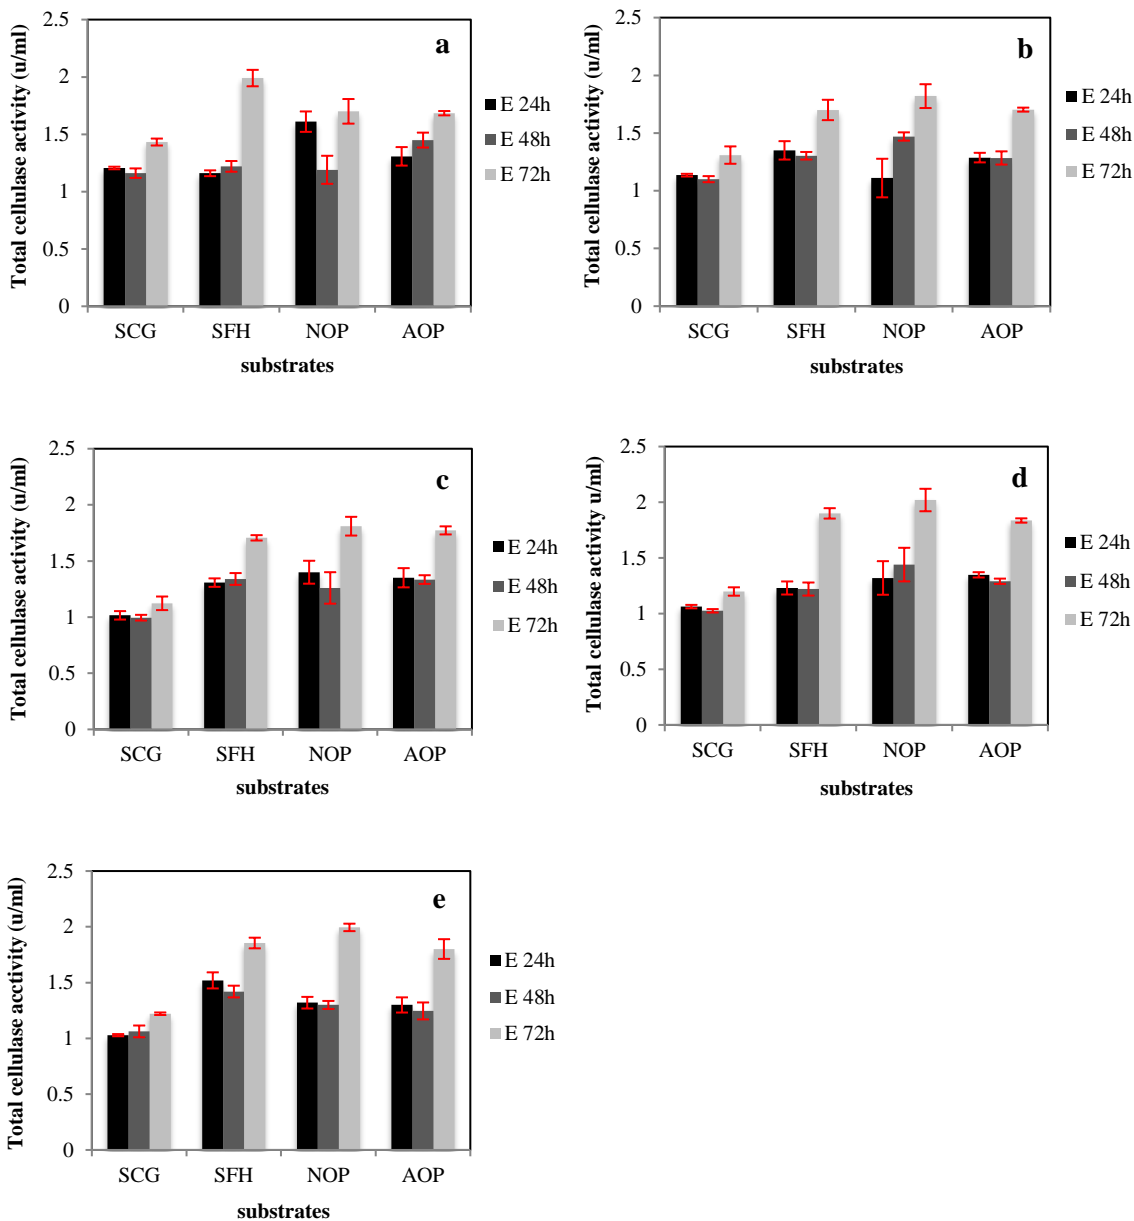 a
Total cellulase activity (u/ml)
2.5
2
1.5
1
0.5
0
SCG SFH NOP AOP
substrates
E 24h
E 48h
E 72h
b
Total cellulase activity (u/ml)
2.5
2
1.5
1
0.5
0
SCG SFH NOP AOP
substrates
E 24h
E 48h
E 72h
c
Total cellulase activity (u/ml)
2.5
2
1.5
1
0.5
0
SCG SFH NOP AOP
substrates
E 24h
E 48h
E 72h
d
Total cellulase activity u/ml)
2.5
2
1.5
1
0.5
0
SCG SFH NOP AOP
substrates
E 24h
E 48h
E 72h
e
Total cellulase acctivity (u/ml)
2.5
2
1.5
1
0.5
0
SCG SFH NOP AOP
substrates
E 24h
E 48h
E 72h